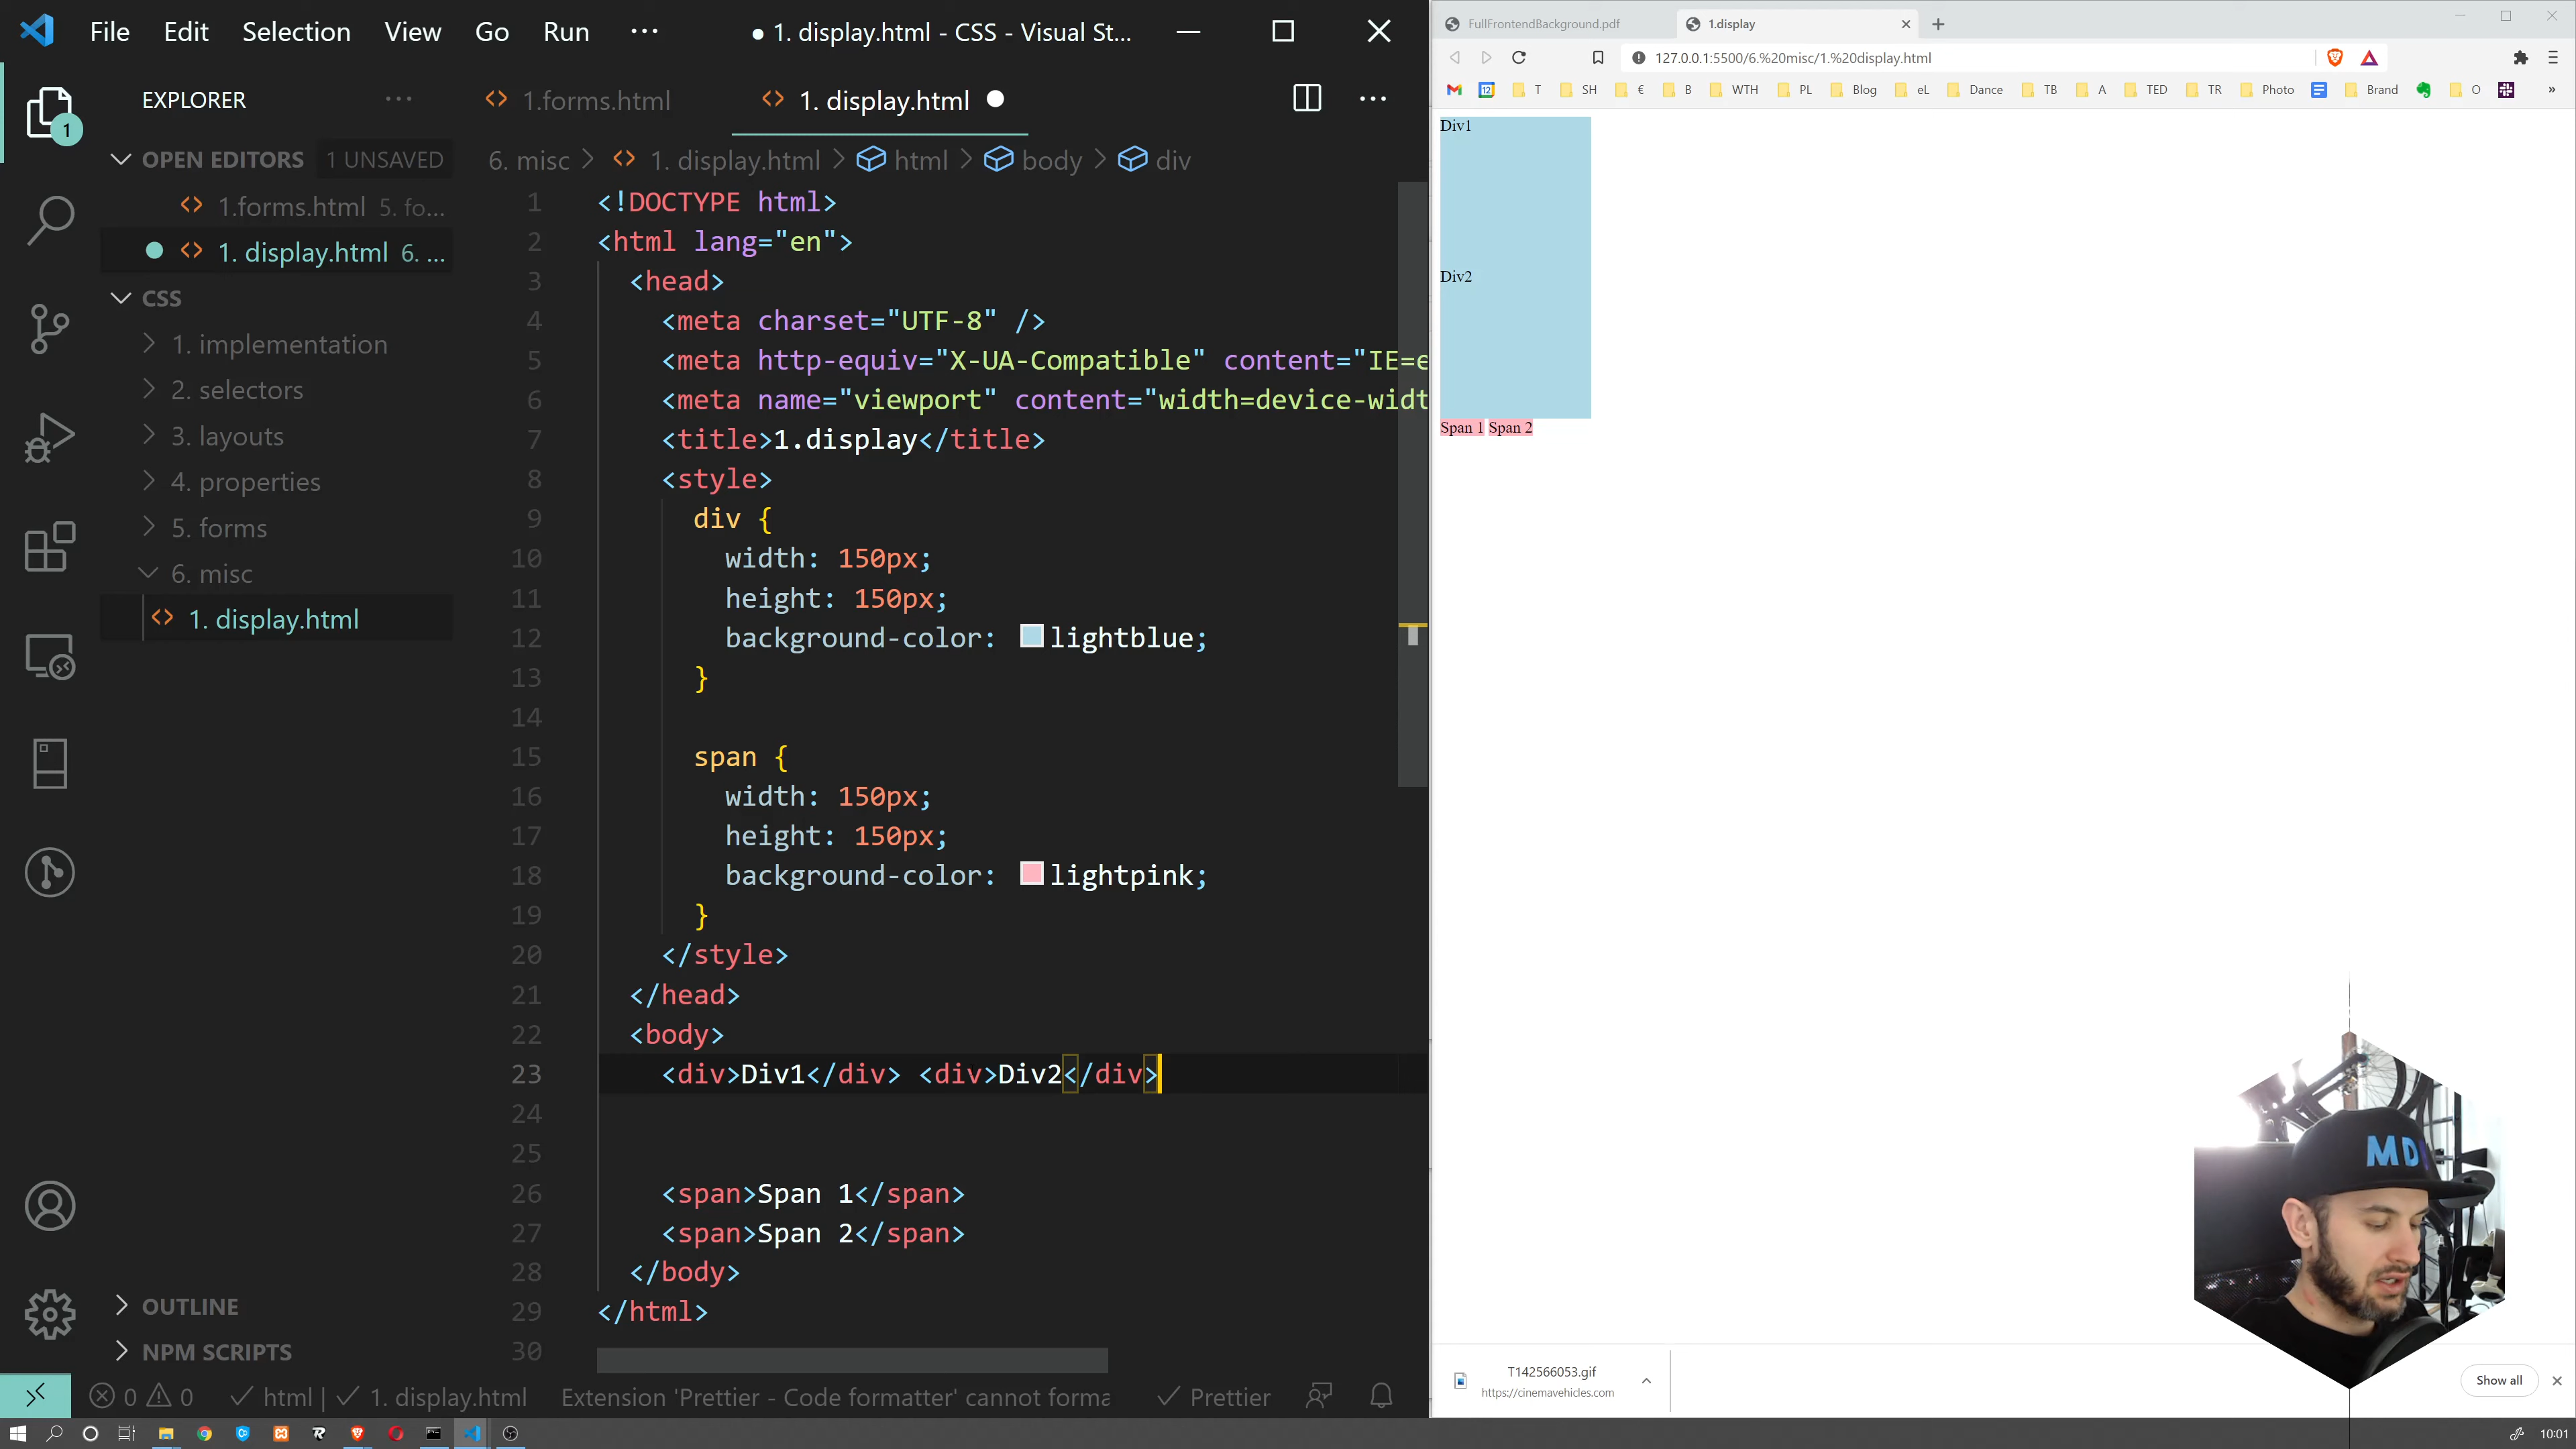 File Edit Selection View Go Run ··· ● 1. display.html - CSS - Visual St...
EXPLORER ···
1.forms.html
1. display.html
OPEN EDITORS 1 UNSAVED
1.forms.html 5. fo...
1. display.html 6. ...
CSS
1. implementation
2. selectors
3. layouts
4. properties
5. forms
6. misc
1. display.html
OUTLINE
NPM SCRIPTS
1
6. misc > 1. display.html > html > body > div
1 <!DOCTYPE html>
2 <html lang="en">
3 <head>
4 <meta charset="UTF-8" />
5 <meta http-equiv="X-UA-Compatible" content="IE=e
6 <meta name="viewport" content="width=device-widt
7 <title>1.display</title>
8 <style>
9 div {
10 width: 150px;
11 height: 150px;
12 background-color: lightblue;
13 }
14
15 span {
16 width: 150px;
17 height: 150px;
18 background-color: lightpink;
19 }
20 </style>
21 </head>
22 <body>
23 <div>Div1</div> <div>Div2</div>
24
25
26 <span>Span 1</span>
27 <span>Span 2</span>
28 </body>
29 </html>
30
0 0 html | 1. display.html Extension 'Prettier - Code formatter' cannot forma Prettier
FullFrontendBackground.pdf 1.display
127.0.0.1:5500/6.%20misc/1.%20display.html
12 T SH € B WTH PL Blog eL Dance TB A TED TR Photo Brand O »
Div1
Div2
Span 1 Span 2
MD
T142566053.gif
https://cinemavehicles.com
Show all
10:01